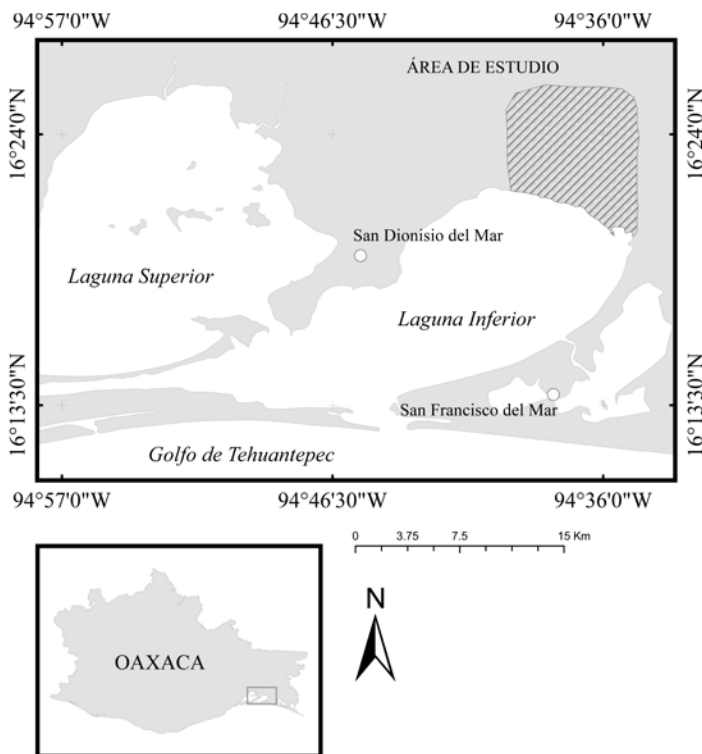 94°57'0"W 94°46'30"W 94°36'0"W
ÁREA DE ESTUDIO
16°24'0"N 16°24'0"N
San Dionisio del Mar
Laguna Superior
Laguna Inferior
16°13'30"N 16°13'30"N
San Francisco del Mar
Golfo de Tehuantepec
94°57'0"W 94°46'30"W 94°36'0"W
0 3.75 7.5 15 Km
N
OAXACA